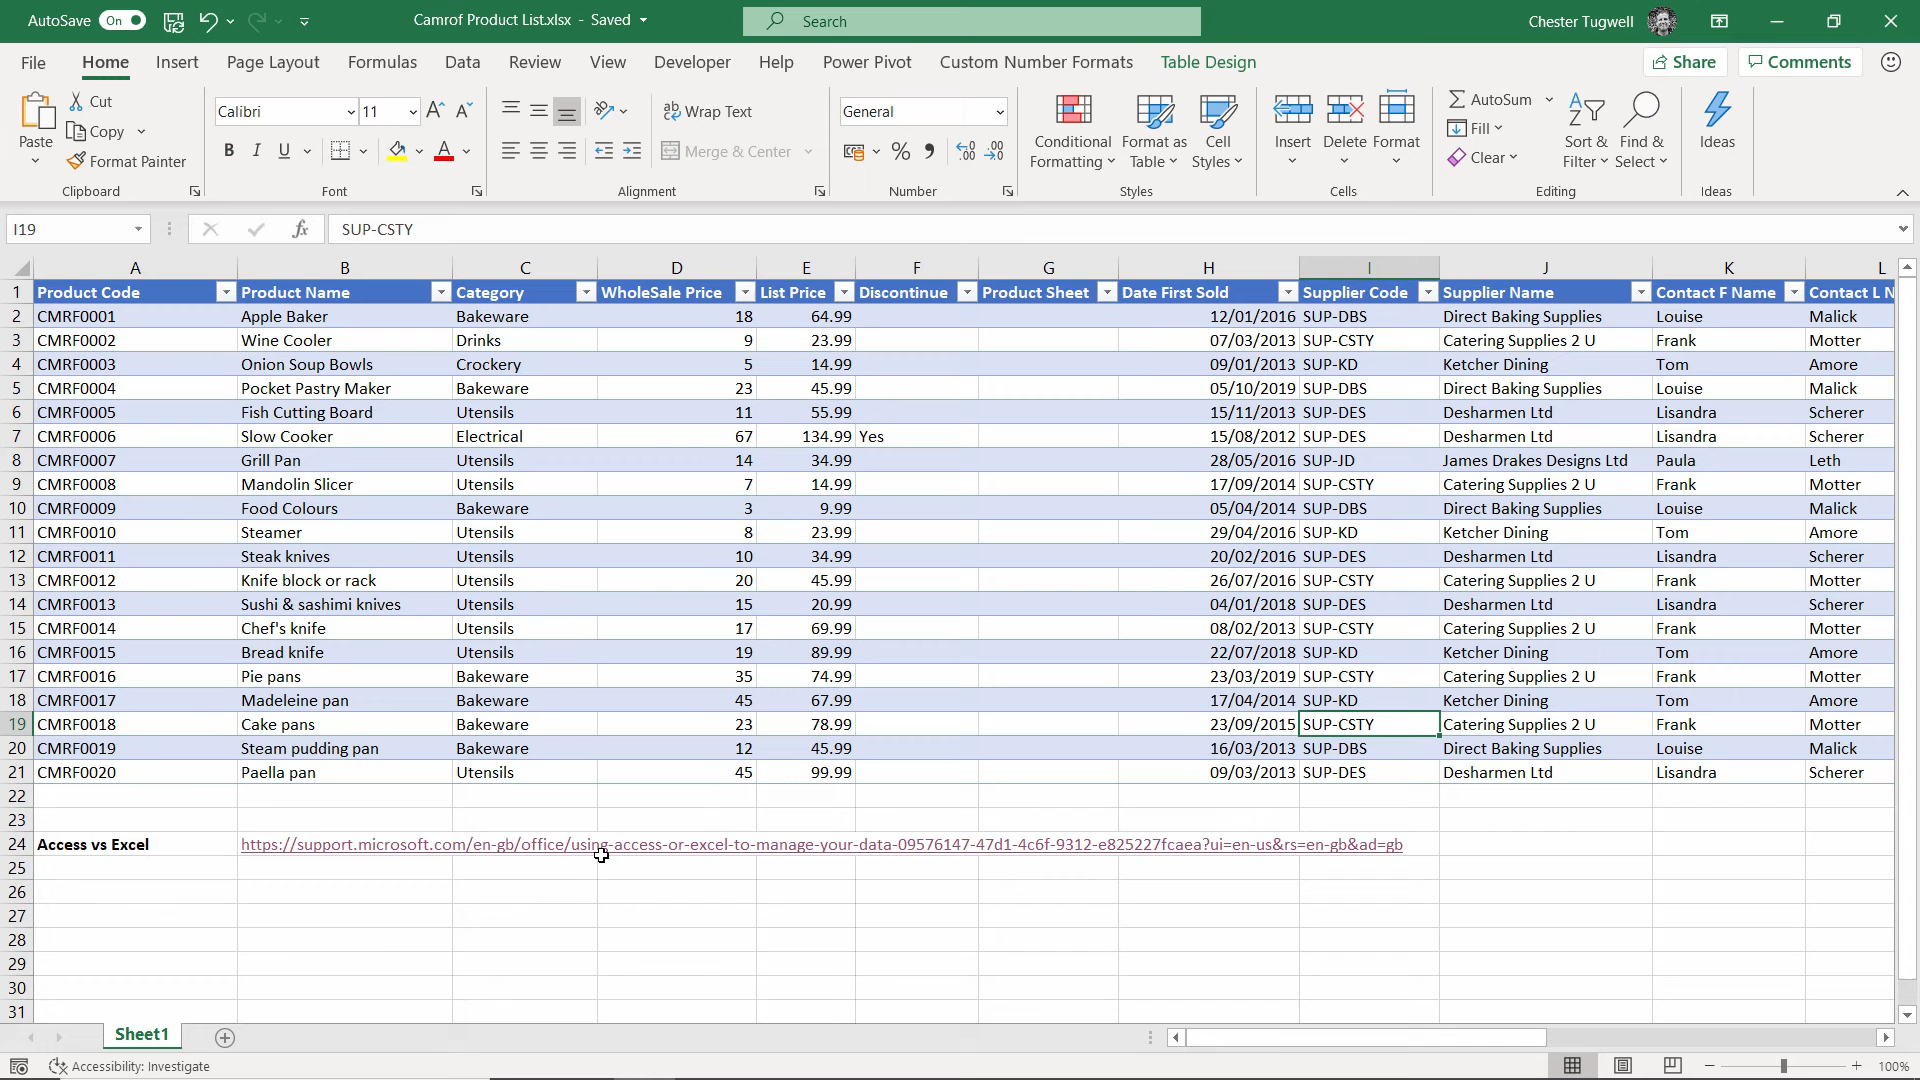 AutoSave On Camrof Product List.xlsx - Saved Search Chester Tugwell
File Home Insert Page Layout Formulas Data Review View Developer Help Power Pivot Custom Number Formats Table Design Share Comments
Paste Cut Copy Format Painter Clipboard
Calibri 11 B I U A Font
Wrap Text Merge & Center Alignment
General % Number
Conditional Formatting Format as Table Cell Styles Styles
Insert Delete Format Cells
AutoSum Fill Clear Sort & Filter Find & Select Editing
Ideas Ideas
I19 fx SUP-CSTY
A B C D E F G H I J K L
1 Product Code Product Name Category WholeSale Price List Price Discontinue Product Sheet Date First Sold Supplier Code Supplier Name Contact F Name Contact L N
2 CMRF0001 Apple Baker Bakeware 18 64.99 12/01/2016 SUP-DBS Direct Baking Supplies Louise Malick
3 CMRF0002 Wine Cooler Drinks 9 23.99 07/03/2013 SUP-CSTY Catering Supplies 2 U Frank Motter
4 CMRF0003 Onion Soup Bowls Crockery 5 14.99 09/01/2013 SUP-KD Ketcher Dining Tom Amore
5 CMRF0004 Pocket Pastry Maker Bakeware 23 45.99 05/10/2019 SUP-DBS Direct Baking Supplies Louise Malick
6 CMRF0005 Fish Cutting Board Utensils 11 55.99 15/11/2013 SUP-DES Desharmen Ltd Lisandra Scherer
7 CMRF0006 Slow Cooker Electrical 67 134.99 Yes 15/08/2012 SUP-DES Desharmen Ltd Lisandra Scherer
8 CMRF0007 Grill Pan Utensils 14 34.99 28/05/2016 SUP-JD James Drakes Designs Ltd Paula Leth
9 CMRF0008 Mandolin Slicer Utensils 7 14.99 17/09/2014 SUP-CSTY Catering Supplies 2 U Frank Motter
10 CMRF0009 Food Colours Bakeware 3 9.99 05/04/2014 SUP-DBS Direct Baking Supplies Louise Malick
11 CMRF0010 Steamer Utensils 8 23.99 29/04/2016 SUP-KD Ketcher Dining Tom Amore
12 CMRF0011 Steak knives Utensils 10 34.99 20/02/2016 SUP-DES Desharmen Ltd Lisandra Scherer
13 CMRF0012 Knife block or rack Utensils 20 45.99 26/07/2016 SUP-CSTY Catering Supplies 2 U Frank Motter
14 CMRF0013 Sushi & sashimi knives Utensils 15 20.99 04/01/2018 SUP-DES Desharmen Ltd Lisandra Scherer
15 CMRF0014 Chef's knife Utensils 17 69.99 08/02/2013 SUP-CSTY Catering Supplies 2 U Frank Motter
16 CMRF0015 Bread knife Utensils 19 89.99 22/07/2018 SUP-KD Ketcher Dining Tom Amore
17 CMRF0016 Pie pans Bakeware 35 74.99 23/03/2019 SUP-CSTY Catering Supplies 2 U Frank Motter
18 CMRF0017 Madeleine pan Bakeware 45 67.99 17/04/2014 SUP-KD Ketcher Dining Tom Amore
19 CMRF0018 Cake pans Bakeware 23 78.99 23/09/2015 SUP-CSTY Catering Supplies 2 U Frank Motter
20 CMRF0019 Steam pudding pan Bakeware 12 45.99 16/03/2013 SUP-DBS Direct Baking Supplies Louise Malick
21 CMRF0020 Paella pan Utensils 45 99.99 09/03/2013 SUP-DES Desharmen Ltd Lisandra Scherer
22
23
24 Access vs Excel https://support.microsoft.com/en-gb/office/using-access-or-excel-to-manage-your-data-09576147-47d1-4c6f-9312-e825227fcaea?ui=en-us&rs=en-gb&ad=gb
25
26
27
28
29
30
31
Sheet1
Accessibility: Investigate 100%